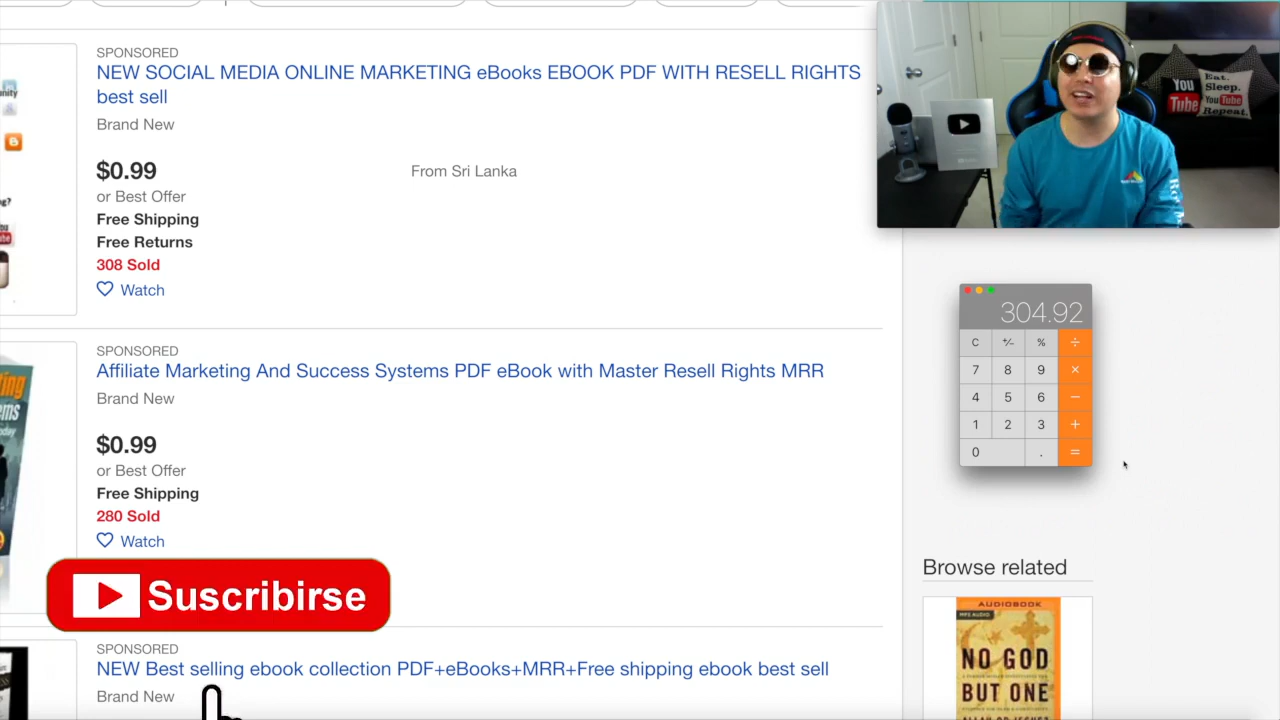 SPONSORED
NEW SOCIAL MEDIA ONLINE MARKETING eBooks EBOOK PDF WITH RESELL RIGHTS
best sell
Brand New
$0.99
From Sri Lanka
or Best Offer
Free Shipping
Free Returns
308 Sold
Watch
SPONSORED
Affiliate Marketing And Success Systems PDF eBook with Master Resell Rights MRR
Brand New
$0.99
or Best Offer
Free Shipping
280 Sold
Watch
Suscribirse
SPONSORED
NEW Best selling ebook collection PDF+eBooks+MRR+Free shipping ebook best sell
Brand New
You
Tube
Eat.
Sleep.
YouTube
Repeat.
304.92
C +/- % ÷
7 8 9 ×
4 5 6 −
1 2 3 +
0 . =
Browse related
AUDIOBOOK
MP3 AUDIO
NO GOD
BUT ONE